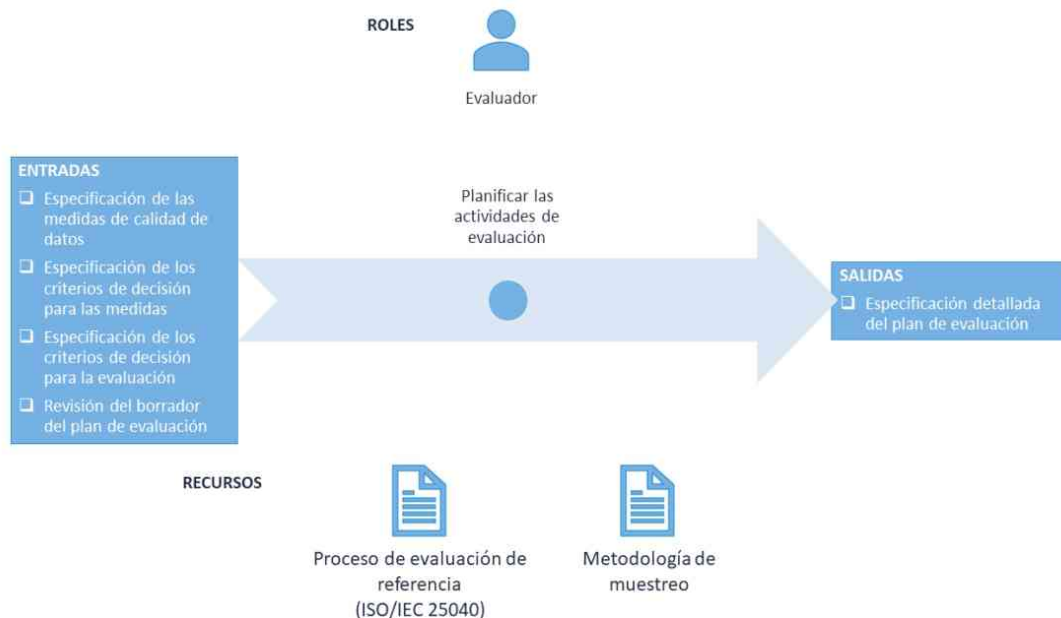 ROLES
Evaluador
ENTRADAS
Especificación de las
medidas de calidad de
datos
Especificación de los
criterios de decisión
para las medidas
Especificación de los
criterios de decisión
para la evaluación
Revisión del borrador
del plan de evaluación
Planificar las
actividades de
evaluación
SALIDAS
Especificación detallada
del plan de evaluación
RECURSOS
Proceso de evaluación de
referencia
(ISO/IEC 25040)
Metodología de
muestreo